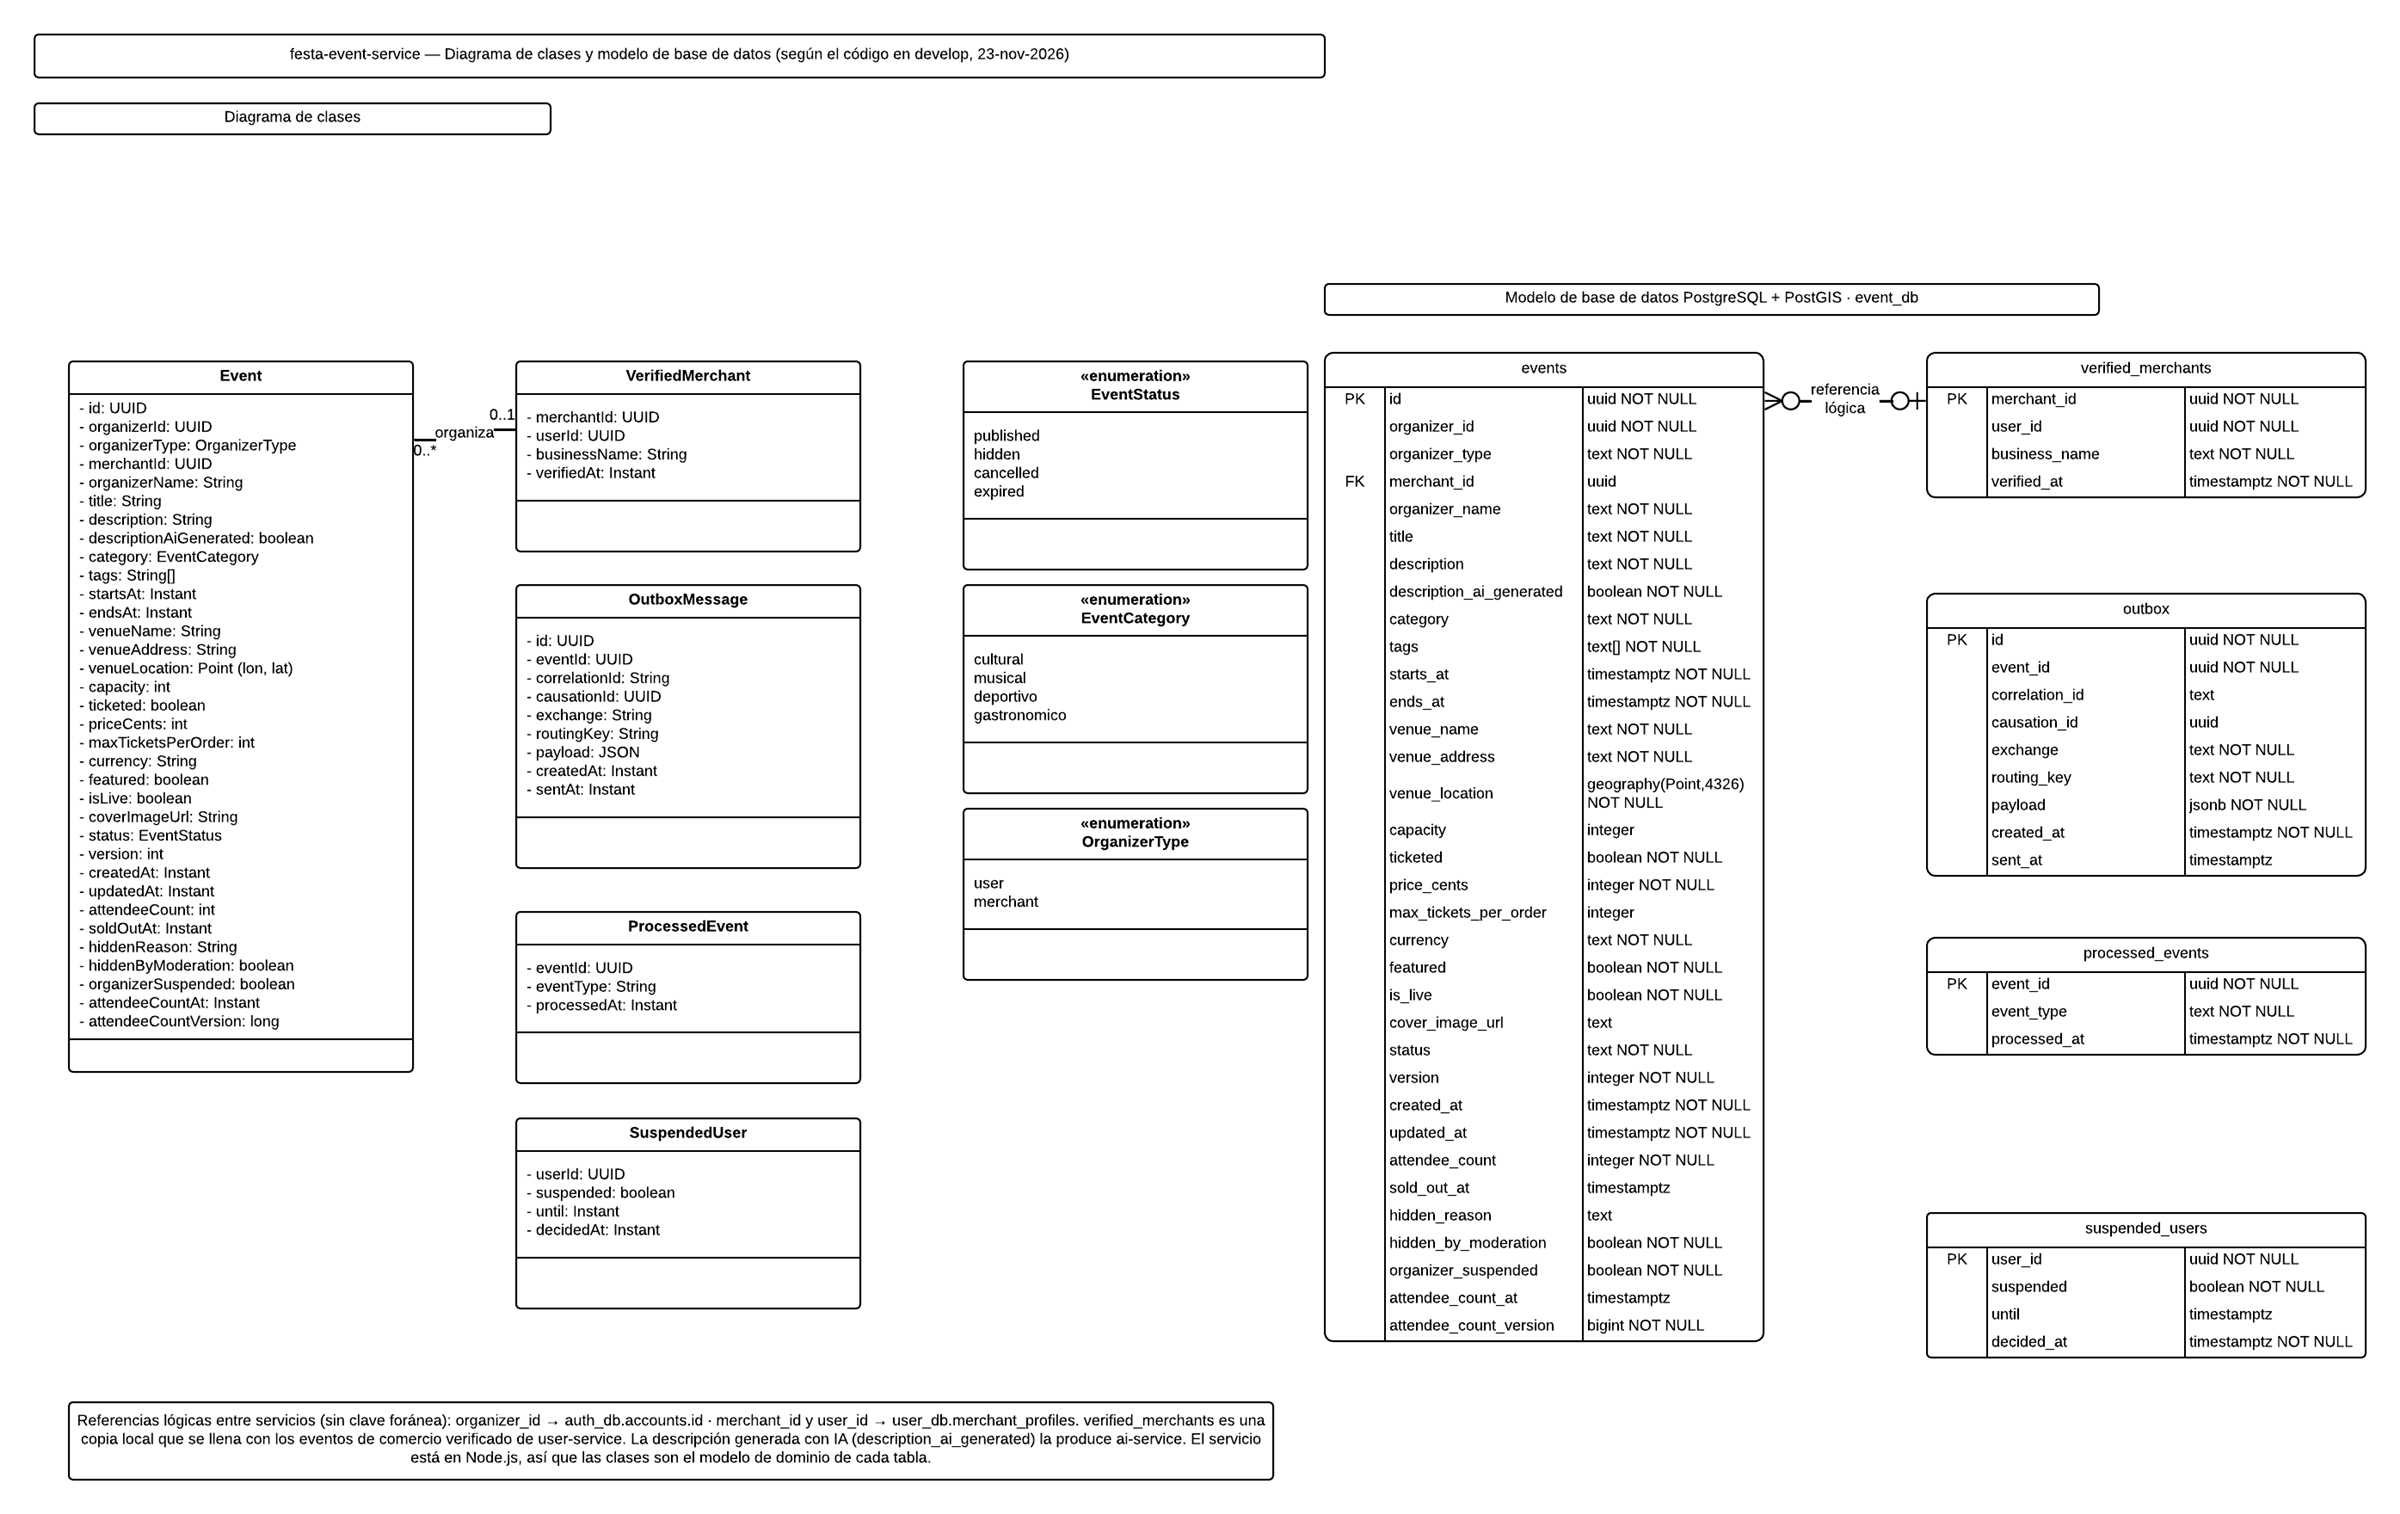 festa-event-service — Diagrama de clases y modelo de base de datos (según el código en develop, 23-nov-2026)
Diagrama de clases
Event
- id: UUID
- organizerId: UUID
- organizerType: OrganizerType
- merchantId: UUID
- organizerName: String
- title: String
- description: String
- descriptionAiGenerated: boolean
- category: EventCategory
- tags: String[]
- startsAt: Instant
- endsAt: Instant
- venueName: String
- venueAddress: String
- venueLocation: Point (lon, lat)
- capacity: int
- ticketed: boolean
- priceCents: int
- maxTicketsPerOrder: int
- currency: String
- featured: boolean
- isLive: boolean
- coverImageUrl: String
- status: EventStatus
- version: int
- createdAt: Instant
- updatedAt: Instant
- attendeeCount: int
- soldOutAt: Instant
- hiddenReason: String
- hiddenByModeration: boolean
- organizerSuspended: boolean
- attendeeCountAt: Instant
- attendeeCountVersion: long
0..1
organiza
0..*
VerifiedMerchant
- merchantId: UUID
- userId: UUID
- businessName: String
- verifiedAt: Instant
OutboxMessage
- id: UUID
- eventId: UUID
- correlationId: String
- causationId: UUID
- exchange: String
- routingKey: String
- payload: JSON
- createdAt: Instant
- sentAt: Instant
ProcessedEvent
- eventId: UUID
- eventType: String
- processedAt: Instant
SuspendedUser
- userId: UUID
- suspended: boolean
- until: Instant
- decidedAt: Instant
«enumeration»
EventStatus
published
hidden
cancelled
expired
«enumeration»
EventCategory
cultural
musical
deportivo
gastronomico
«enumeration»
OrganizerType
user
merchant
Modelo de base de datos PostgreSQL + PostGIS · event_db
events
PK id uuid NOT NULL
organizer_id uuid NOT NULL
organizer_type text NOT NULL
FK merchant_id uuid
organizer_name text NOT NULL
title text NOT NULL
description text NOT NULL
description_ai_generated boolean NOT NULL
category text NOT NULL
tags text[] NOT NULL
starts_at timestamptz NOT NULL
ends_at timestamptz NOT NULL
venue_name text NOT NULL
venue_address text NOT NULL
venue_location geography(Point,4326)
NOT NULL
capacity integer
ticketed boolean NOT NULL
price_cents integer NOT NULL
max_tickets_per_order integer
currency text NOT NULL
featured boolean NOT NULL
is_live boolean NOT NULL
cover_image_url text
status text NOT NULL
version integer NOT NULL
created_at timestamptz NOT NULL
updated_at timestamptz NOT NULL
attendee_count integer NOT NULL
sold_out_at timestamptz
hidden_reason text
hidden_by_moderation boolean NOT NULL
organizer_suspended boolean NOT NULL
attendee_count_at timestamptz
attendee_count_version bigint NOT NULL
referencia
lógica
verified_merchants
PK merchant_id uuid NOT NULL
user_id uuid NOT NULL
business_name text NOT NULL
verified_at timestamptz NOT NULL
outbox
PK id uuid NOT NULL
event_id uuid NOT NULL
correlation_id text
causation_id uuid
exchange text NOT NULL
routing_key text NOT NULL
payload jsonb NOT NULL
created_at timestamptz NOT NULL
sent_at timestamptz
processed_events
PK event_id uuid NOT NULL
event_type text NOT NULL
processed_at timestamptz NOT NULL
suspended_users
PK user_id uuid NOT NULL
suspended boolean NOT NULL
until timestamptz
decided_at timestamptz NOT NULL
Referencias lógicas entre servicios (sin clave foránea): organizer_id → auth_db.accounts.id · merchant_id y user_id → user_db.merchant_profiles. verified_merchants es una
copia local que se llena con los eventos de comercio verificado de user-service. La descripción generada con IA (description_ai_generated) la produce ai-service. El servicio
está en Node.js, así que las clases son el modelo de dominio de cada tabla.